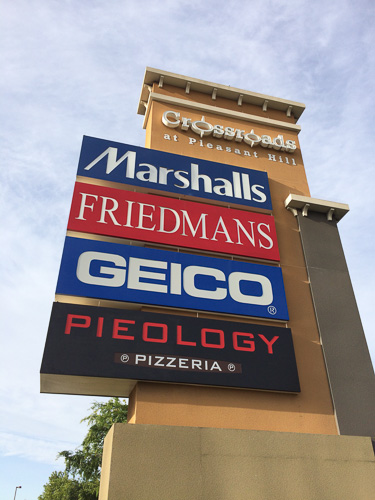 Crossroads
at Pleasant Hill
Marshalls
FRIEDMANS
GEICO®
PIEOLOGY
℗ PIZZERIA ℗